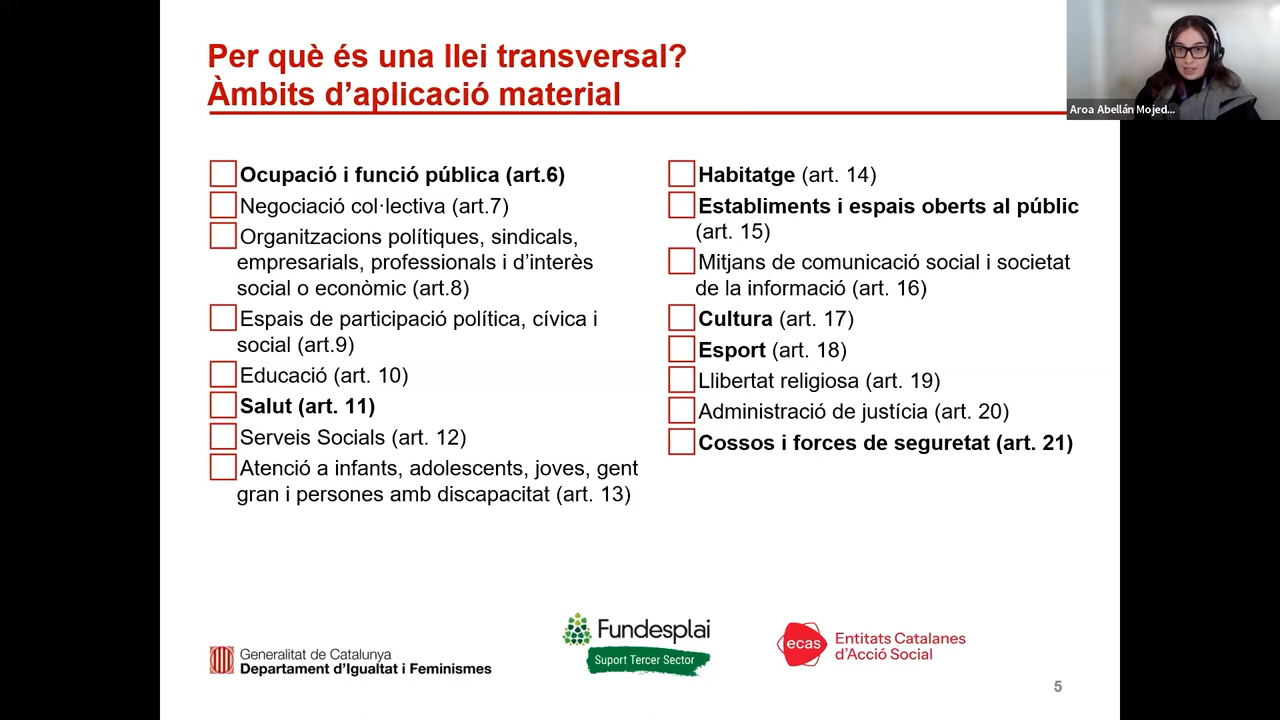 Per què és una llei transversal?
Àmbits d’aplicació material
Aroa Abellán Mojed...
Ocupació i funció pública (art.6)
Negociació col·lectiva (art.7)
Organitzacions polítiques, sindicals,
empresarials, professionals i d’interès
social o econòmic (art.8)
Espais de participació política, cívica i
social (art.9)
Educació (art. 10)
Salut (art. 11)
Serveis Socials (art. 12)
Atenció a infants, adolescents, joves, gent
gran i persones amb discapacitat (art. 13)
Habitatge (art. 14)
Establiments i espais oberts al públic
(art. 15)
Mitjans de comunicació social i societat
de la informació (art. 16)
Cultura (art. 17)
Esport (art. 18)
Llibertat religiosa (art. 19)
Administració de justícia (art. 20)
Cossos i forces de seguretat (art. 21)
Generalitat de Catalunya
Departament d’Igualtat i Feminismes
Fundesplai
Suport Tercer Sector
ecas
Entitats Catalanes
d’Acció Social
5